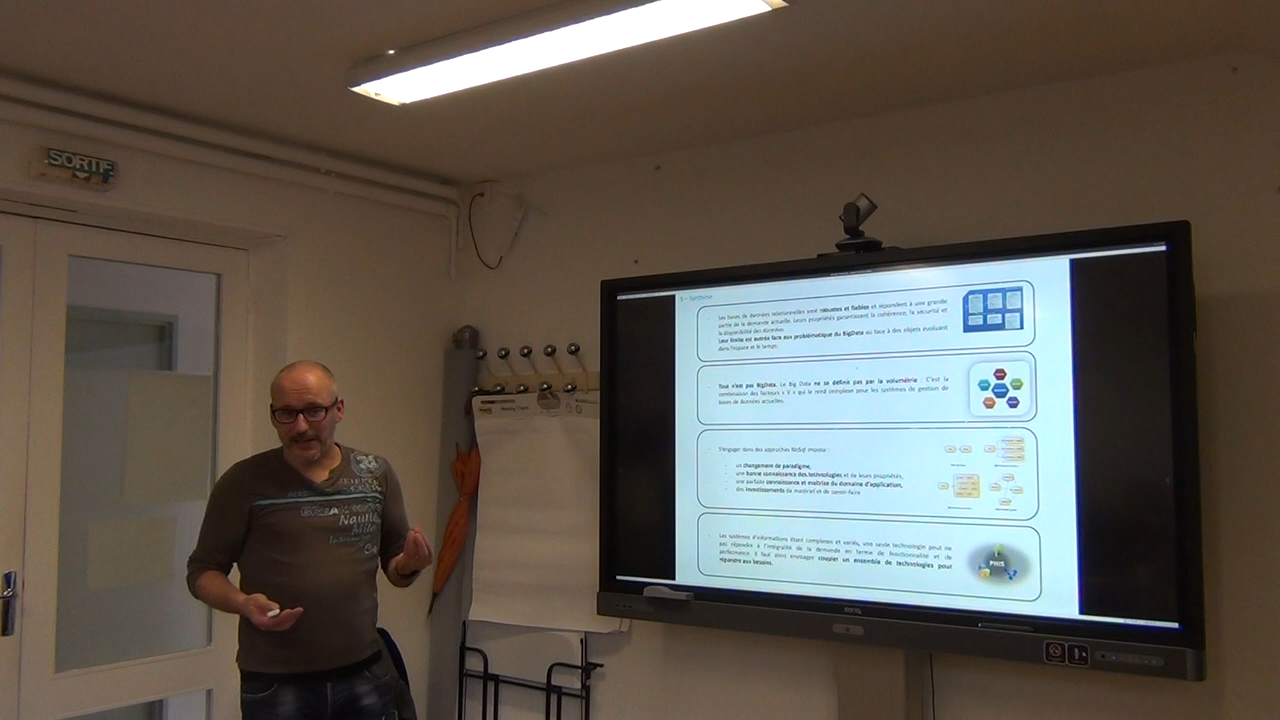 SORTIE
5 - Synthèse
Les bases de données relationnelles sont robustes et fiables et répondent à une grande
partie de la demande actuelle. Leurs propriétés garantissent la cohérence, la sécurité et
la disponibilité des données.
Leur limite est avérée face aux problématique du BigData ou face à des objets évoluant
dans l'espace et le temps.
Tout n'est pas BigData. Le Big Data ne se définit pas par la volumétrie : C'est la
combinaison des facteurs « V » qui le rend complexe pour les systèmes de gestion de
bases de données actuelles.
S'engager dans des approches NoSql impose :
- un changement de paradigme,
- une bonne connaissance des technologies et de leurs propriétés,
- une parfaite connaissance et maitrise du domaine d'application,
- des investissements de matériel et de savoir-faire
Les systèmes d'informations étant complexes et variés, une seule technologie peut ne
pas répondre à l'intégralité de la demande en terme de fonctionnalité et de
performance. Il faut alors envisager coupler un ensemble de technologies pour
répondre aux besoins.
PHIS
BenQ
Nautic